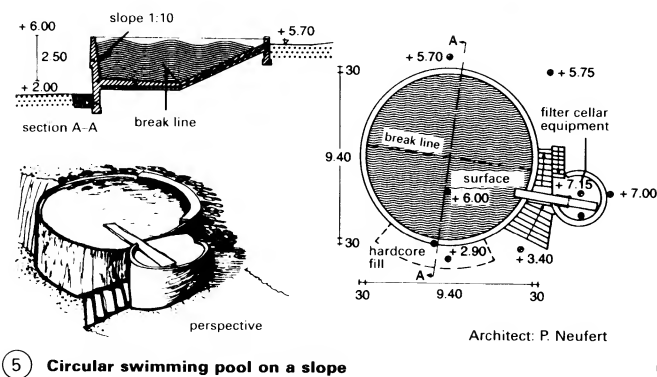 slope 1:10
+ 6.00
+ 5.70
2.50
+ 2.00
section A–A
break line
perspective
A
+ 5.70
30
+ 5.75
filter cellar
equipment
break line
9.40
surface
+ 7.15
+ 7.00
+ 6.00
30
hardcore
fill
+ 2.90
+ 3.40
A
30
9.40
30
Architect: P. Neufert
5 Circular swimming pool on a slope